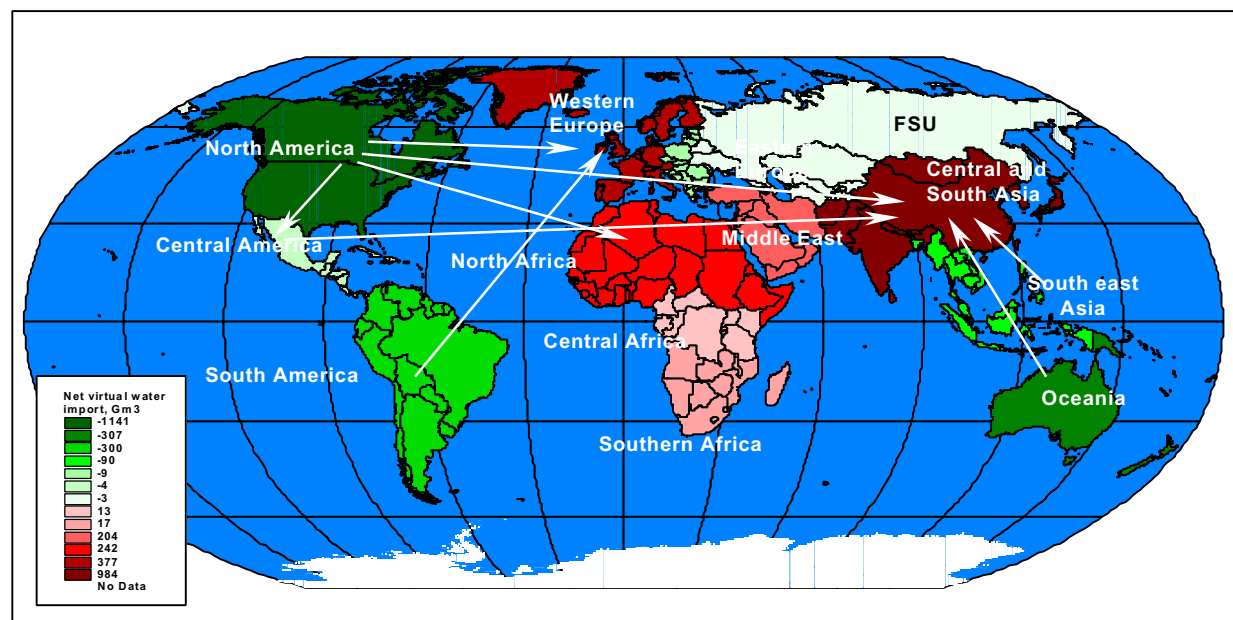 Western
Europe
North America
FSU
Eastern
Europe
Central and
South Asia
Central America
Middle East
North Africa
South east
Asia
Central Africa
South America
Oceania
Southern Africa
Net virtual water
import, Gm3
-1141
-307
-300
-90
-9
-4
-3
13
17
204
242
377
984
No Data